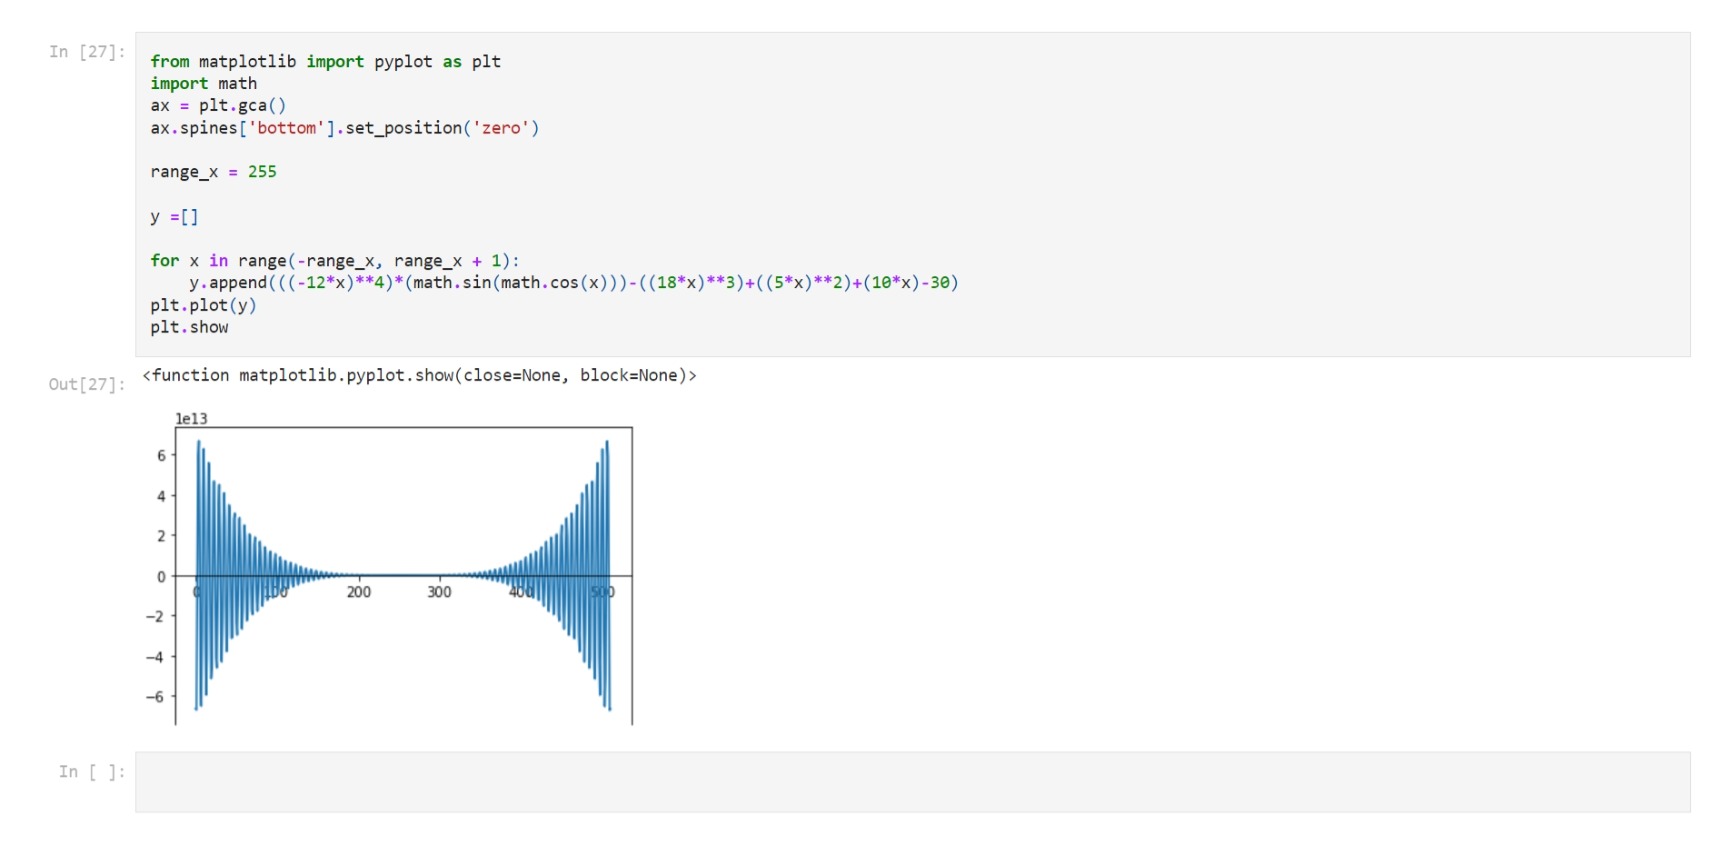 In [27]:
from matplotlib import pyplot as plt
import math
ax = plt.gca()
ax.spines['bottom'].set_position('zero')
range_x = 255
y =[]
for x in range(-range_x, range_x + 1):
    y.append(((-12*x)**4)*(math.sin(math.cos(x)))-((18*x)**3)+((5*x)**2)+(10*x)-30)
plt.plot(y)
plt.show
Out[27]:
<function matplotlib.pyplot.show(close=None, block=None)>
1e13
6
4
2
0
0 100 200 300 400 500
−2
−4
−6
In [ ]: